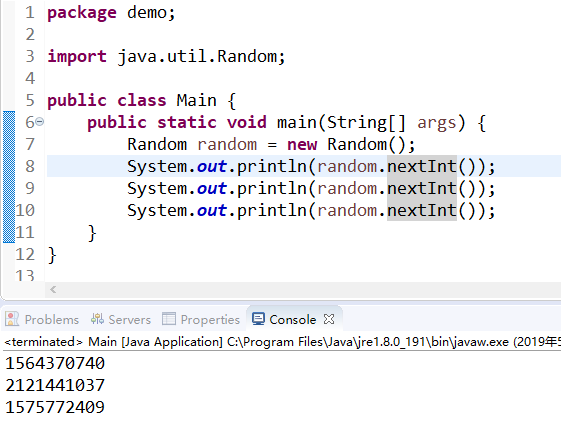 1 package demo;
2
3 import java.util.Random;
4
5 public class Main {
6 public static void main(String[] args) {
7 Random random = new Random();
8 System.out.println(random.nextInt());
9 System.out.println(random.nextInt());
10 System.out.println(random.nextInt());
11 }
12 }
13
Problems Servers Properties Console
<terminated> Main [Java Application] C:\Program Files\Java\jre1.8.0_191\bin\javaw.exe (2019年5
1564370740
2121441037
1575772409